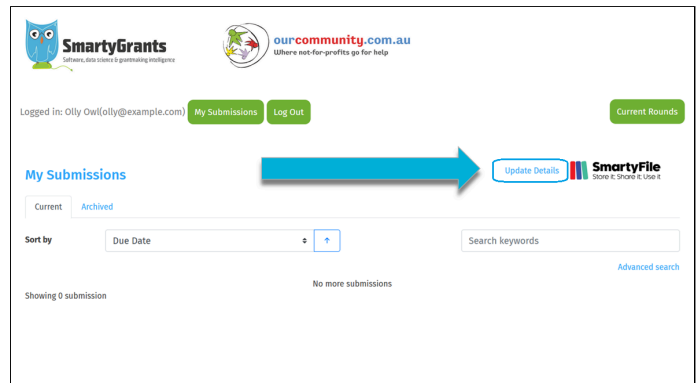 SmartyGrants
Software, data science & grantmaking intelligence
ourcommunity.com.au
Where not-for-profits go for help
Logged in: Olly Owl(olly@example.com) My Submissions Log Out Current Rounds
My Submissions Update Details SmartyFile
Store it: Share it: Use it
Current Archived
Sort by Due Date ↑ Search keywords
Advanced search
No more submissions
Showing 0 submission